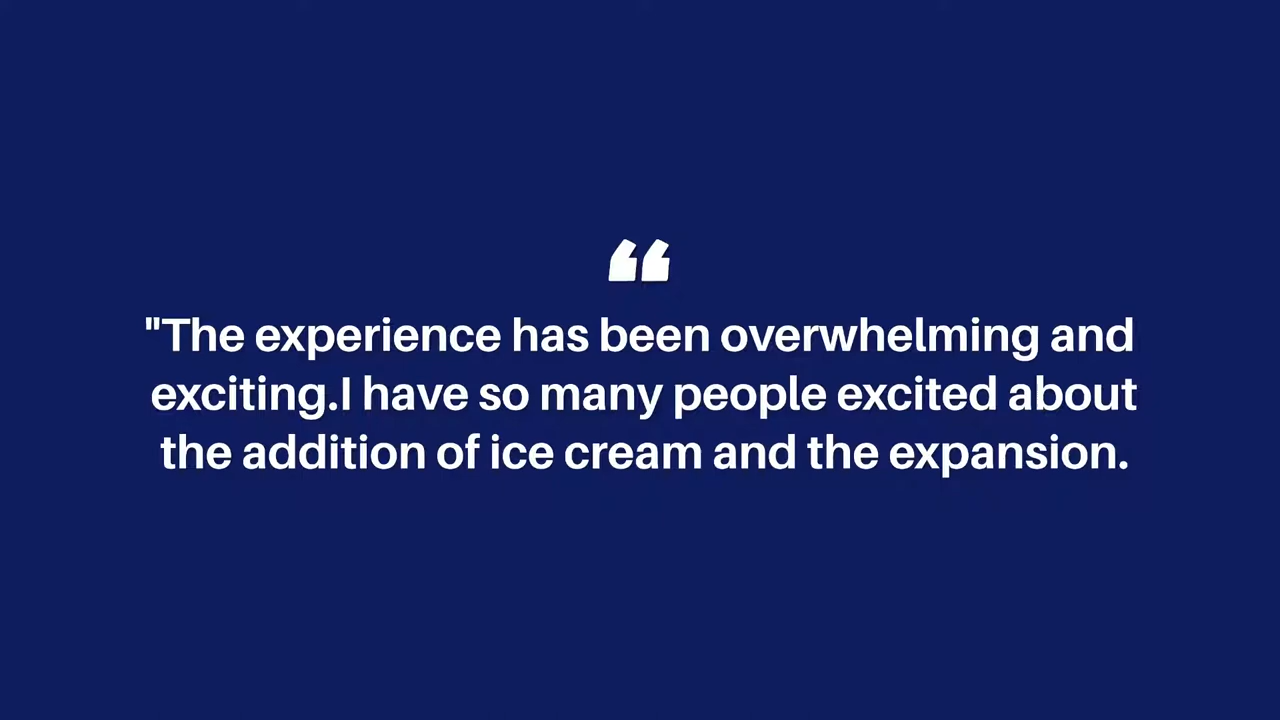 ❝
"The experience has been overwhelming and
exciting.I have so many people excited about
the addition of ice cream and the expansion.